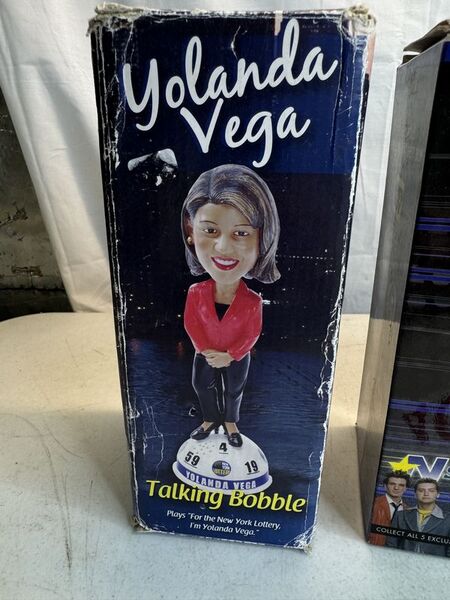 Yolanda
Vega
4
59
19
YOLANDA VEGA
Talking Bobble
Plays "For the New York Lottery,
I'm Yolanda Vega."
COLLECT ALL 5